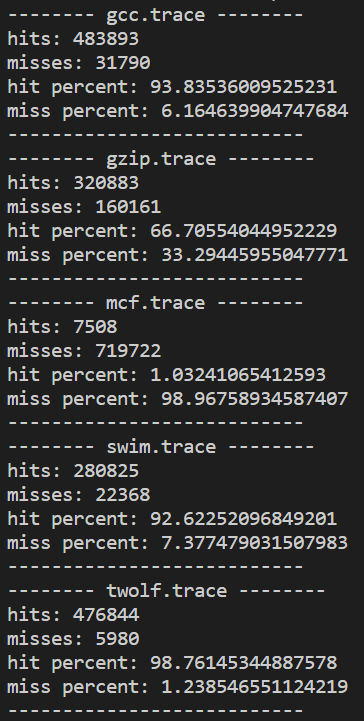 -------- gcc.trace --------
hits: 483893
misses: 31790
hit percent: 93.83536009525231
miss percent: 6.164639904747684
---------------------------
-------- gzip.trace --------
hits: 320883
misses: 160161
hit percent: 66.70554044952229
miss percent: 33.29445955047771
---------------------------
-------- mcf.trace --------
hits: 7508
misses: 719722
hit percent: 1.03241065412593
miss percent: 98.96758934587407
---------------------------
-------- swim.trace --------
hits: 280825
misses: 22368
hit percent: 92.62252096849201
miss percent: 7.377479031507983
---------------------------
-------- twolf.trace --------
hits: 476844
misses: 5980
hit percent: 98.76145344887578
miss percent: 1.238546551124219
---------------------------